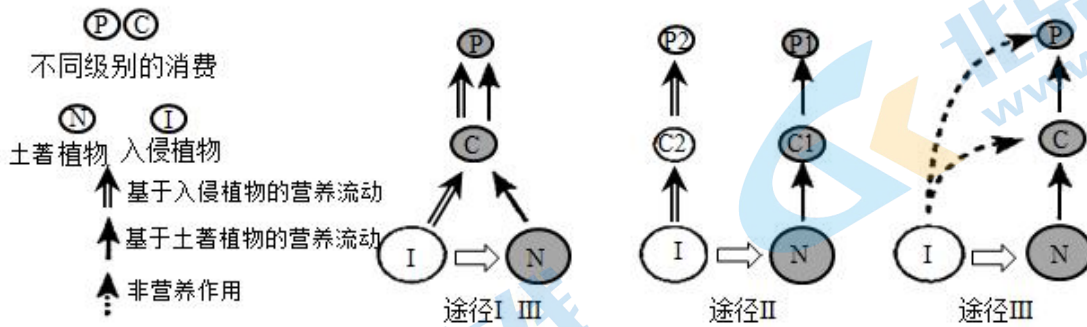 P C
不同级别的消费
N I
土著植物 入侵植物
基于入侵植物的营养流动
基于土著植物的营养流动
非营养作用
P
C
I N
途径I III
P2 P1
C2 C1
I N
途径II
P
C
I N
途径III
北京
www